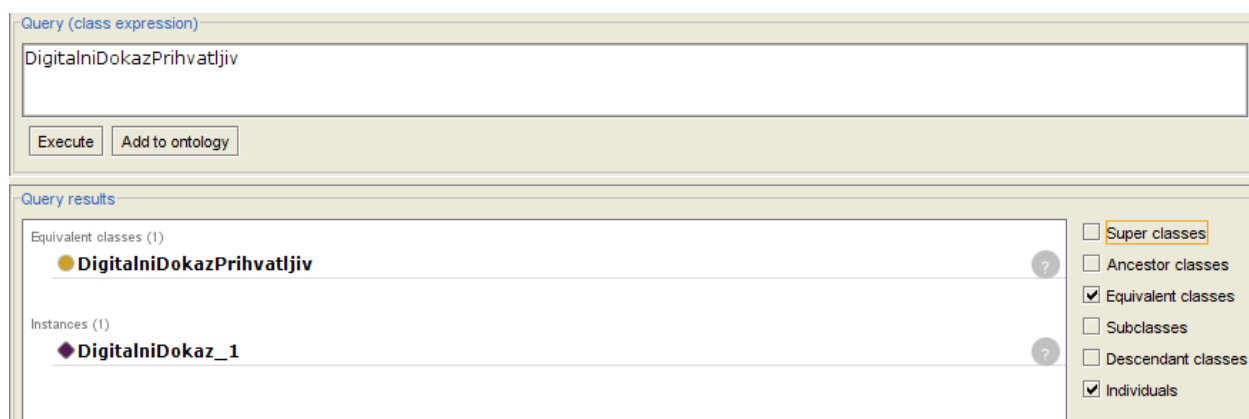 Query (class expression)
DigitalniDokazPrihvatljiv
Execute Add to ontology
Query results
Equivalent classes (1)
DigitalniDokazPrihvatljiv ?
Instances (1)
DigitalniDokaz_1 ?
Super classes
Ancestor classes
Equivalent classes
Subclasses
Descendant classes
Individuals